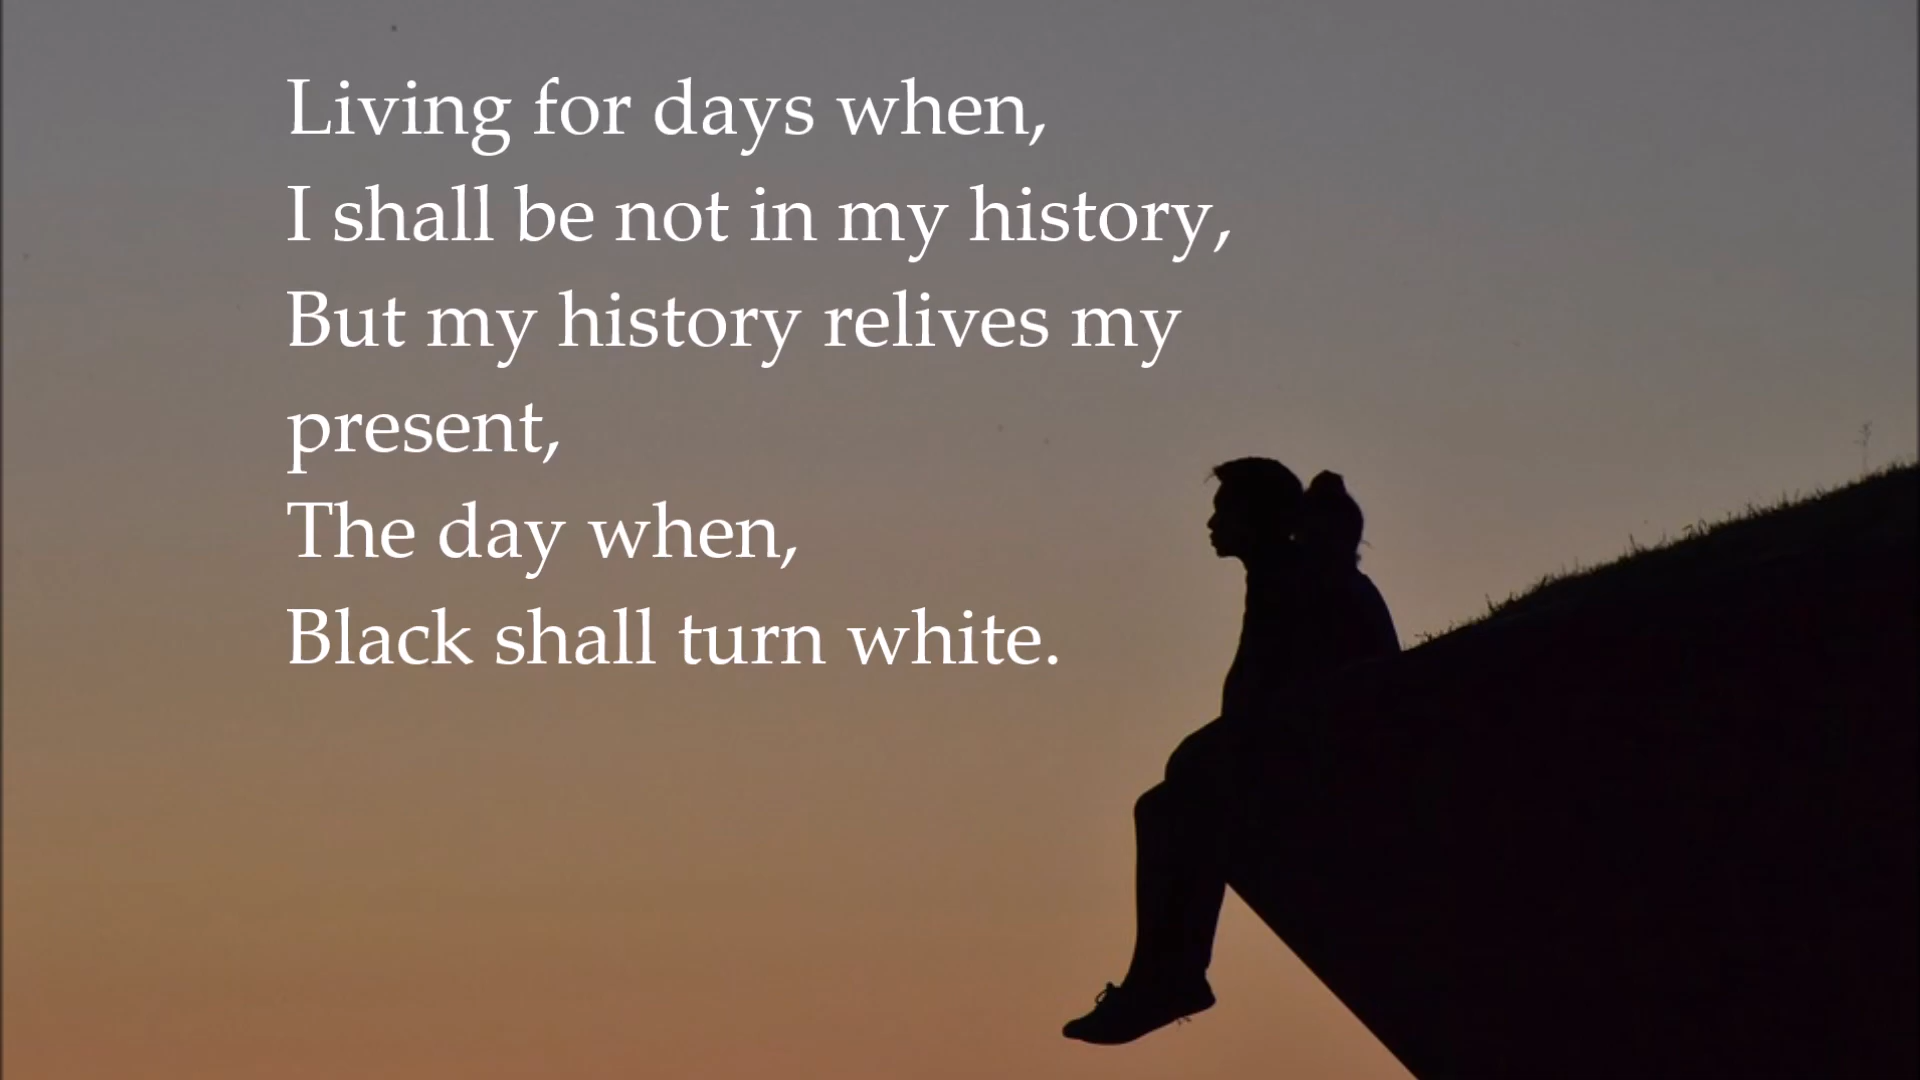 Living for days when,
I shall be not in my history,
But my history relives my
present,
The day when,
Black shall turn white.